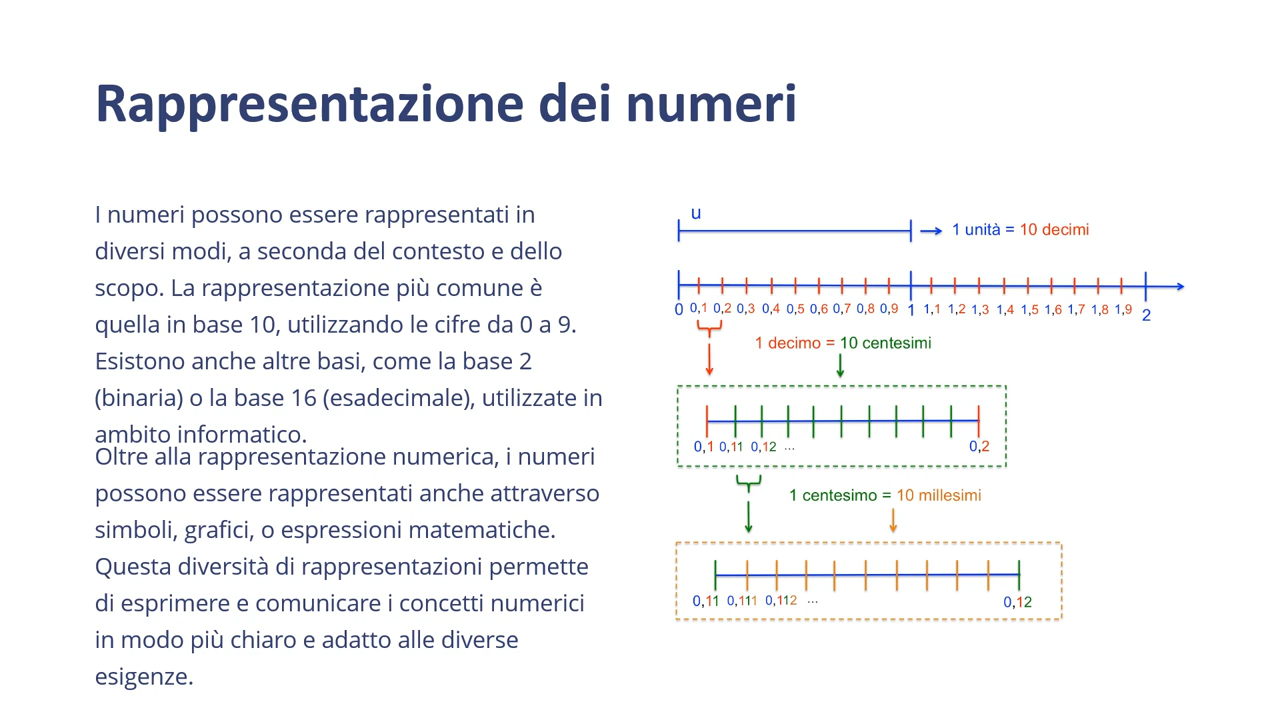 Rappresentazione dei numeri
I numeri possono essere rappresentati in
diversi modi, a seconda del contesto e dello
scopo. La rappresentazione più comune è
quella in base 10, utilizzando le cifre da 0 a 9.
Esistono anche altre basi, come la base 2
(binaria) o la base 16 (esadecimale), utilizzate in
ambito informatico.
Oltre alla rappresentazione numerica, i numeri
possono essere rappresentati anche attraverso
simboli, grafici, o espressioni matematiche.
Questa diversità di rappresentazioni permette
di esprimere e comunicare i concetti numerici
in modo più chiaro e adatto alle diverse
esigenze.
u
1 unità = 10 decimi
0 0,1 0,2 0,3 0,4 0,5 0,6 0,7 0,8 0,9 1 1,1 1,2 1,3 1,4 1,5 1,6 1,7 1,8 1,9 2
1 decimo = 10 centesimi
0,1 0,11 0,12 ... 0,2
1 centesimo = 10 millesimi
0,11 0,111 0,112 ... 0,12